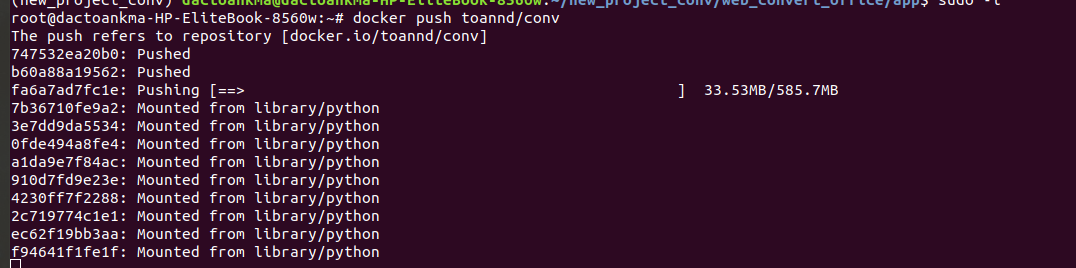 (new_project_conv) dactoankma@dactoankma-HP-EliteBook-8560w:~/new_project_conv/web_convert_office/app$ sudo -i
root@dactoankma-HP-EliteBook-8560w:~# docker push toannd/conv
The push refers to repository [docker.io/toannd/conv]
747532ea20b0: Pushed
b60a88a19562: Pushed
fa6a7ad7fc1e: Pushing [==>                                                ]  33.53MB/585.7MB
7b36710fe9a2: Mounted from library/python
3e7dd9da5534: Mounted from library/python
0fde494a8fe4: Mounted from library/python
a1da9e7f84ac: Mounted from library/python
910d7fd9e23e: Mounted from library/python
4230ff7f2288: Mounted from library/python
2c719774c1e1: Mounted from library/python
ec62f19bb3aa: Mounted from library/python
f94641f1fe1f: Mounted from library/python